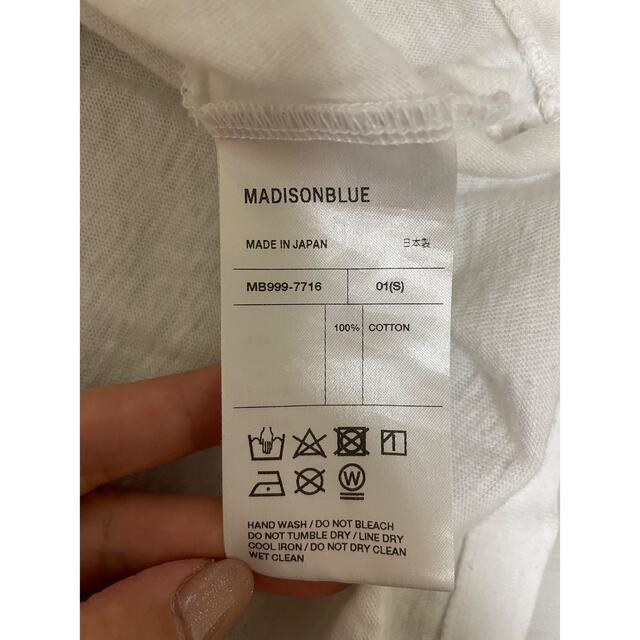 MADISONBLUE
MADE IN JAPAN 日本製
MB999-7716 01(S)
100% COTTON
W
HAND WASH / DO NOT BLEACH
DO NOT TUMBLE DRY / LINE DRY
COOL IRON / DO NOT DRY CLEAN
WET CLEAN